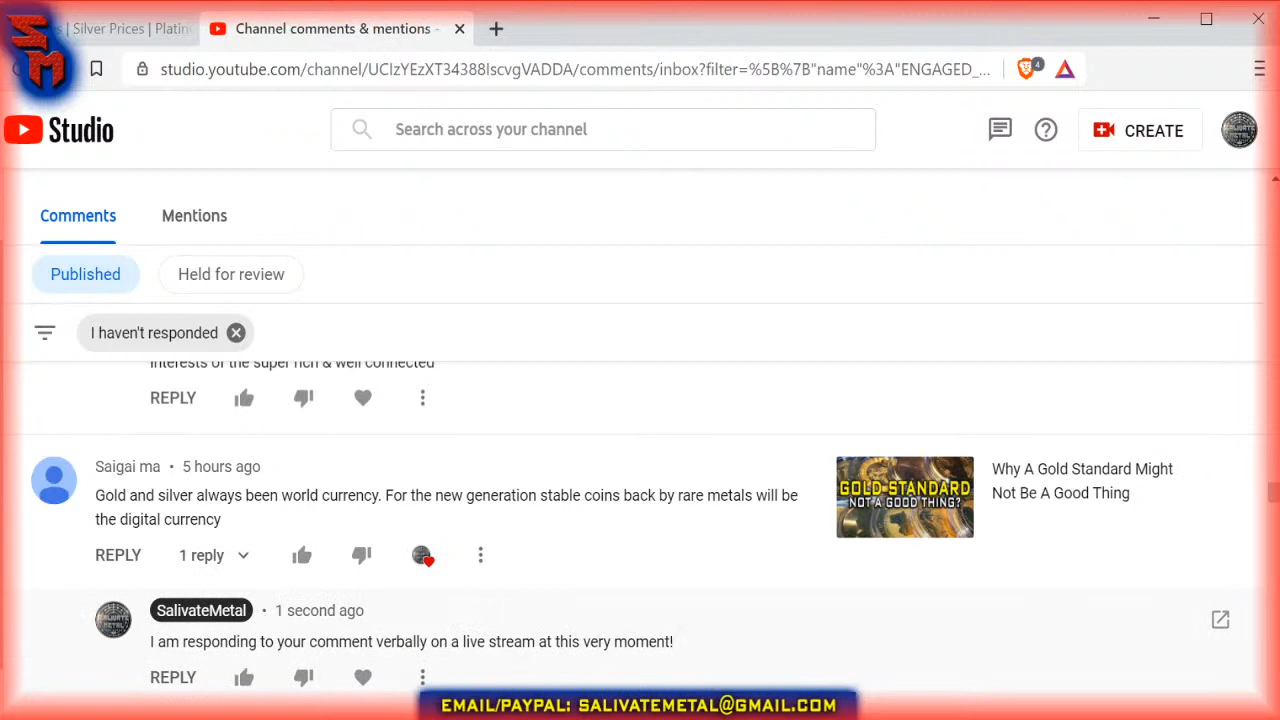 SM
s | Silver Prices | Platin
Channel comments & mentions -
studio.youtube.com/channel/UCIzYEzXT34388IscvgVADDA/comments/inbox?filter=%5B%7B"name"%3A"ENGAGED_...
4
Studio
Search across your channel
CREATE
Comments
Mentions
Published
Held for review
I haven't responded
interests of the super rich & well connected
REPLY
Saigai ma • 5 hours ago
Gold and silver always been world currency. For the new generation stable coins back by rare metals will be
the digital currency
REPLY
1 reply
GOLD STANDARD
NOT A GOOD THING?
Why A Gold Standard Might
Not Be A Good Thing
SalivateMetal • 1 second ago
I am responding to your comment verbally on a live stream at this very moment!
REPLY
EMAIL/PAYPAL: SALIVATEMETAL@GMAIL.COM